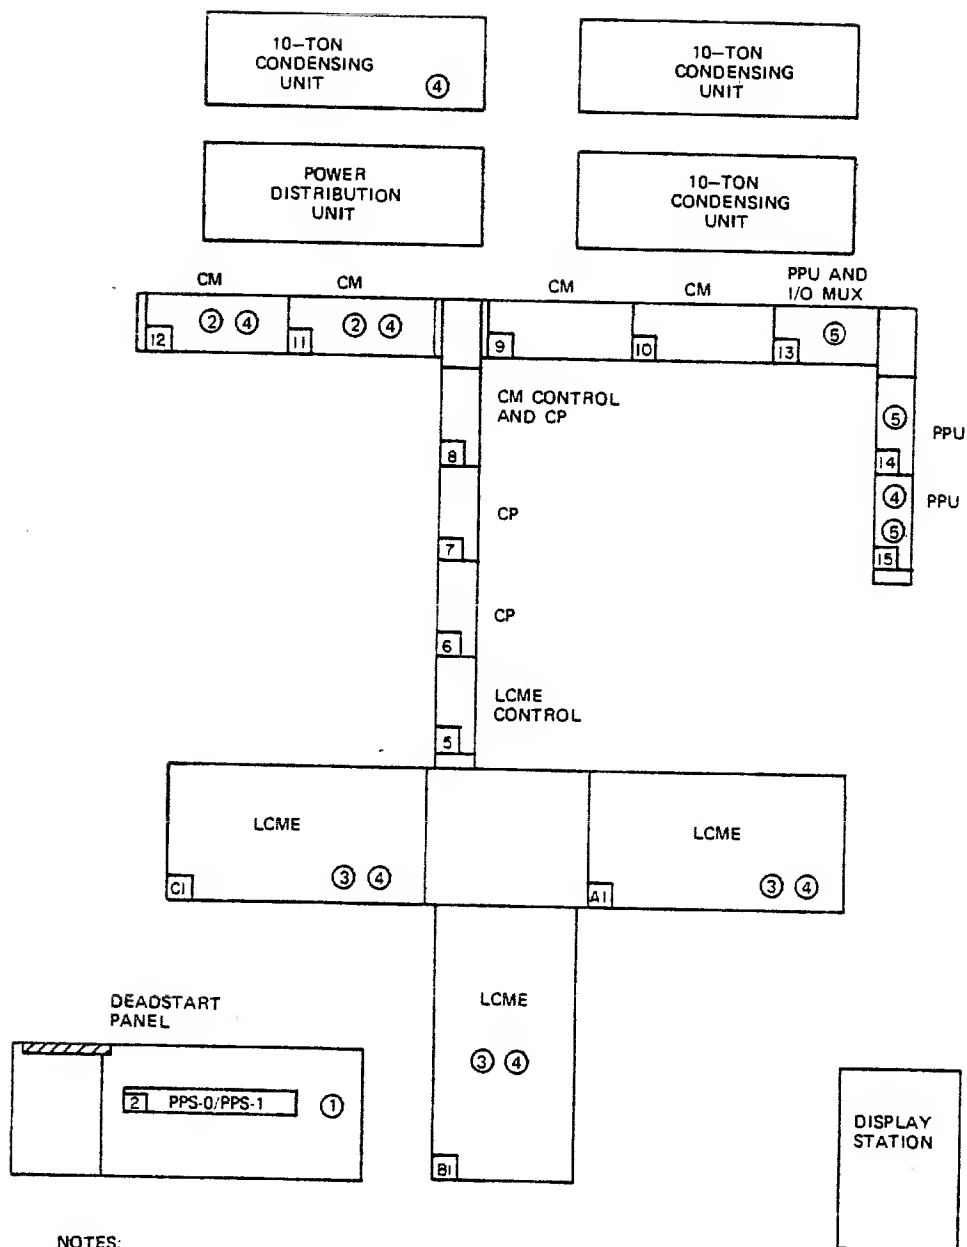 10-TON
CONDENSING
UNIT
④
10-TON
CONDENSING
UNIT
POWER
DISTRIBUTION
UNIT
10-TON
CONDENSING
UNIT
CM
CM
CM
CM
PPU AND
I/O MUX
12
② ④
11
② ④
9
10
13
⑤
CM CONTROL
AND CP
8
⑤
14
PPU
④
⑤
15
PPU
CP
7
CP
6
LCME
CONTROL
5
LCME
C1
③ ④
LCME
A1
③ ④
LCME
③ ④
B1
DEADSTART
PANEL
2 PPS-0/PPS-1
①
DISPLAY
STATION
NOTES: